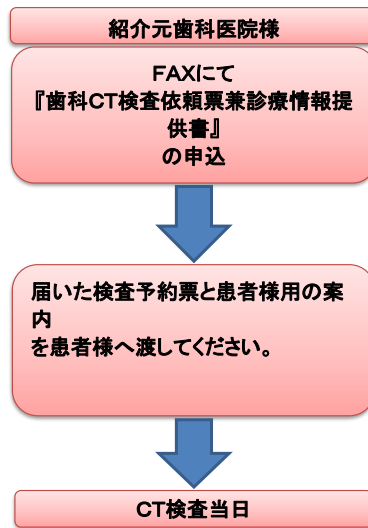 紹介元歯科医院様
FAXにて
『歯科CT検査依頼票兼診療情報提
供書』
の申込
届いた検査予約票と患者様用の案
内
を患者様へ渡してください。
CT検査当日